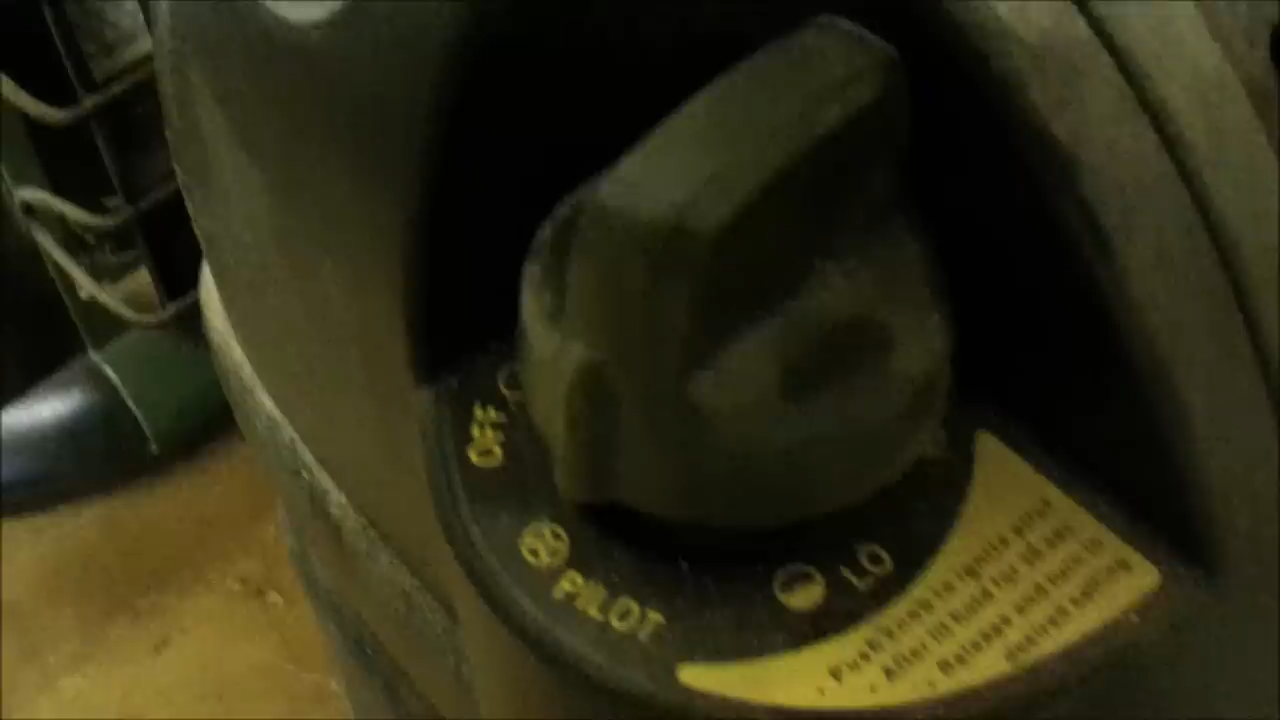 OFF
PILOT
LO
- Push knob to ignite pilot
- After lit hold for 30 sec.
- Release and turn to
desired setting